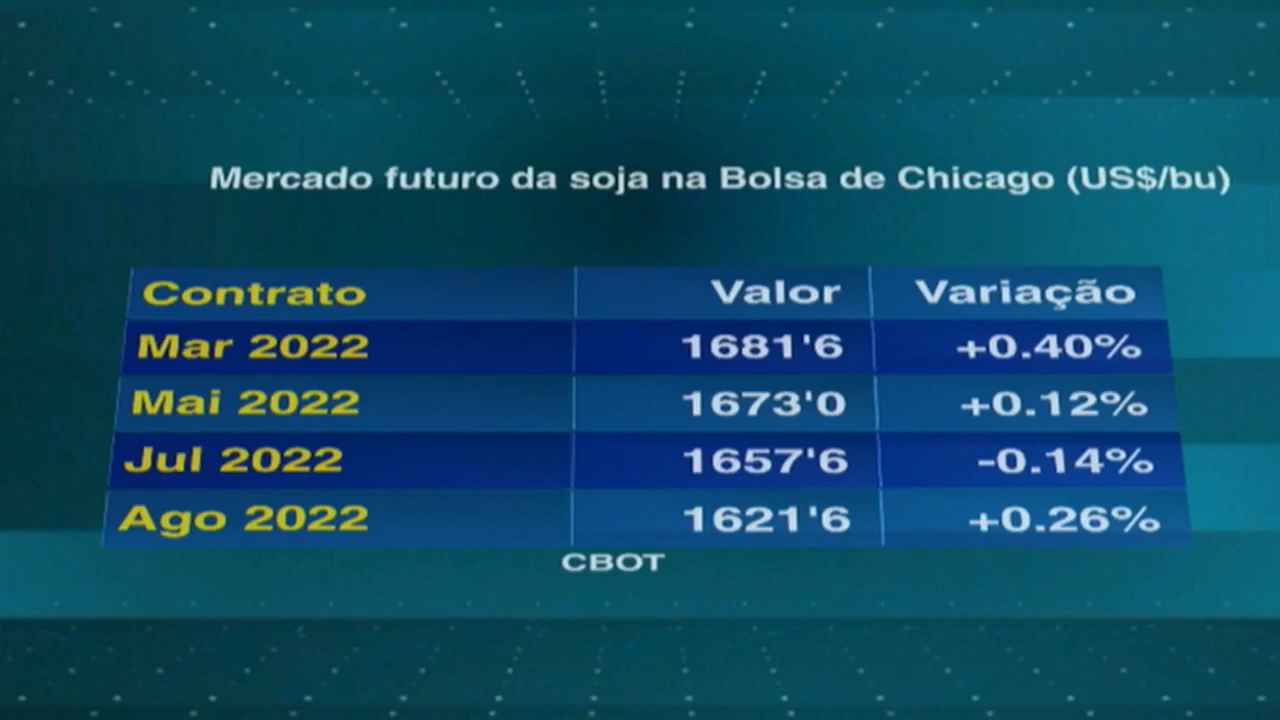 Mercado futuro da soja na Bolsa de Chicago (US$/bu)
Contrato Valor Variação
Mar 2022 1681'6 +0.40%
Mai 2022 1673'0 +0.12%
Jul 2022 1657'6 -0.14%
Ago 2022 1621'6 +0.26%
CBOT